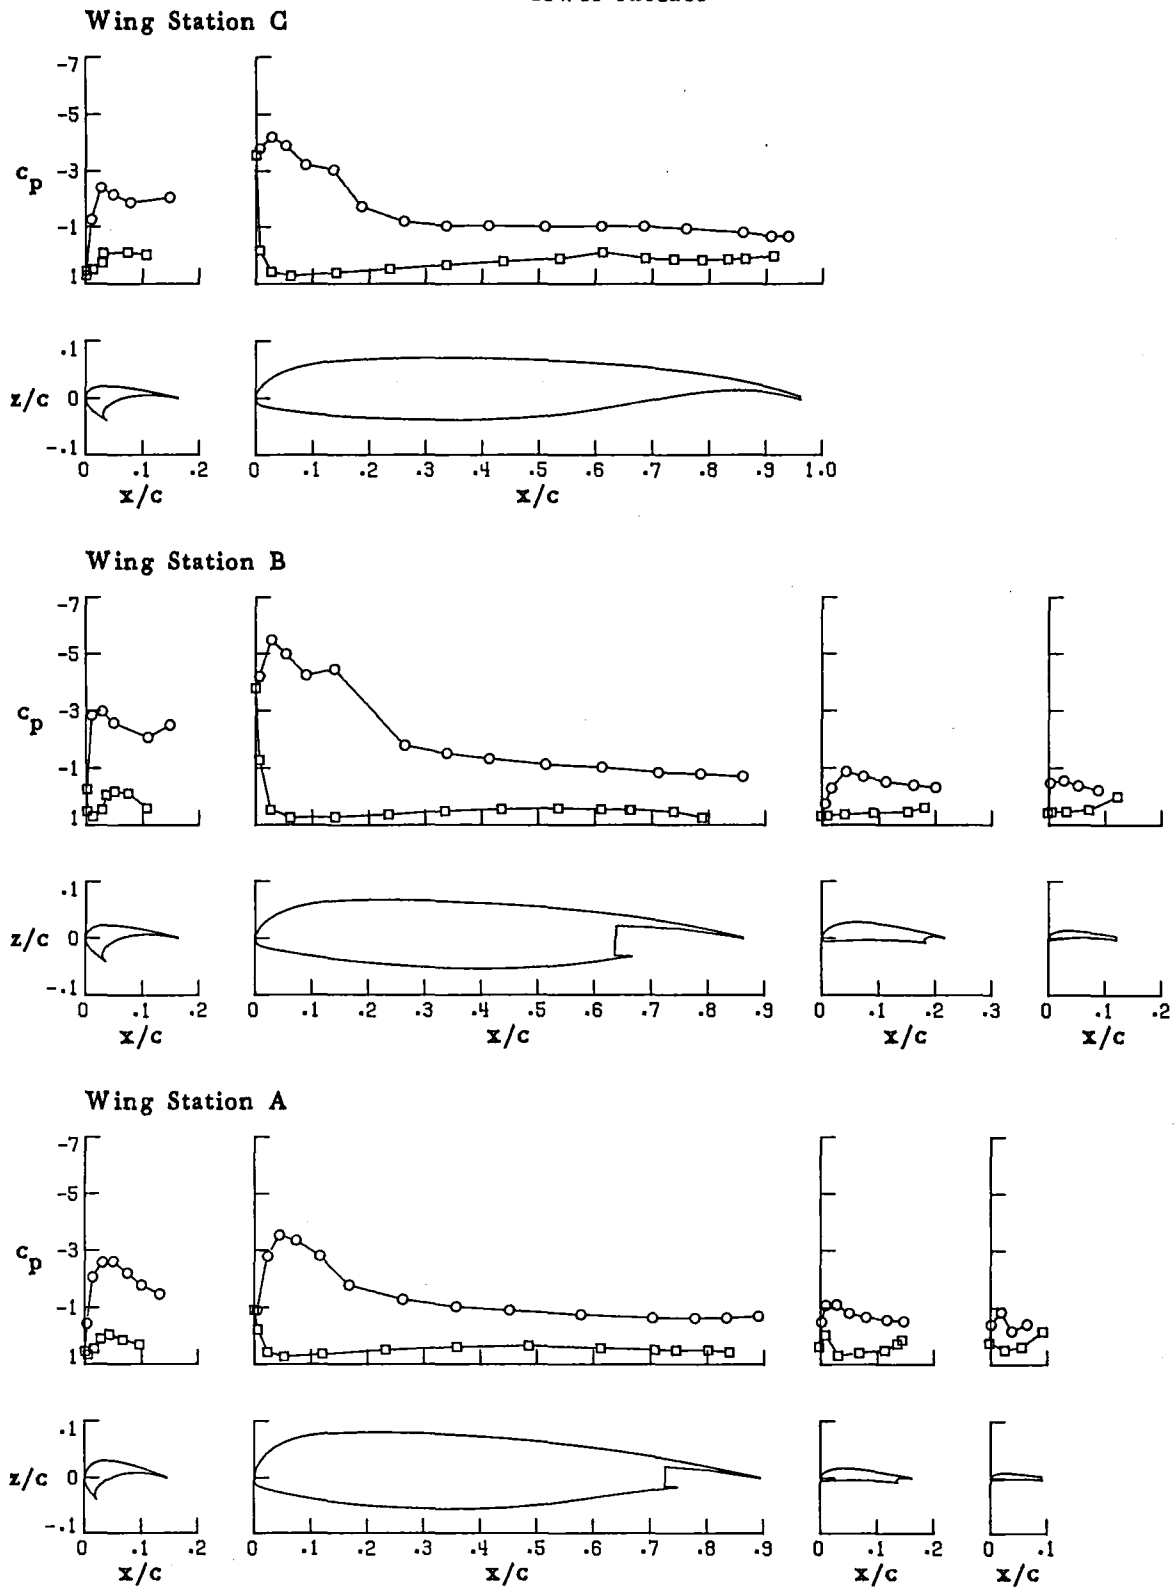 Wing Station C
-7
-5
-3
-1
1
c_p
.1
0
-.1
z/c
0 .1 .2
x/c
0 .1 .2 .3 .4 .5 .6 .7 .8 .9 1.0
x/c
Wing Station B
-7
-5
-3
-1
1
c_p
.1
0
-.1
z/c
0 .1 .2
x/c
0 .1 .2 .3 .4 .5 .6 .7 .8 .9
x/c
0 .1 .2 .3
x/c
0 .1 .2
x/c
Wing Station A
-7
-5
-3
-1
1
c_p
.1
0
-.1
z/c
0 .1 .2
x/c
0 .1 .2 .3 .4 .5 .6 .7 .8 .9
x/c
0 .1 .2
x/c
0 .1
x/c